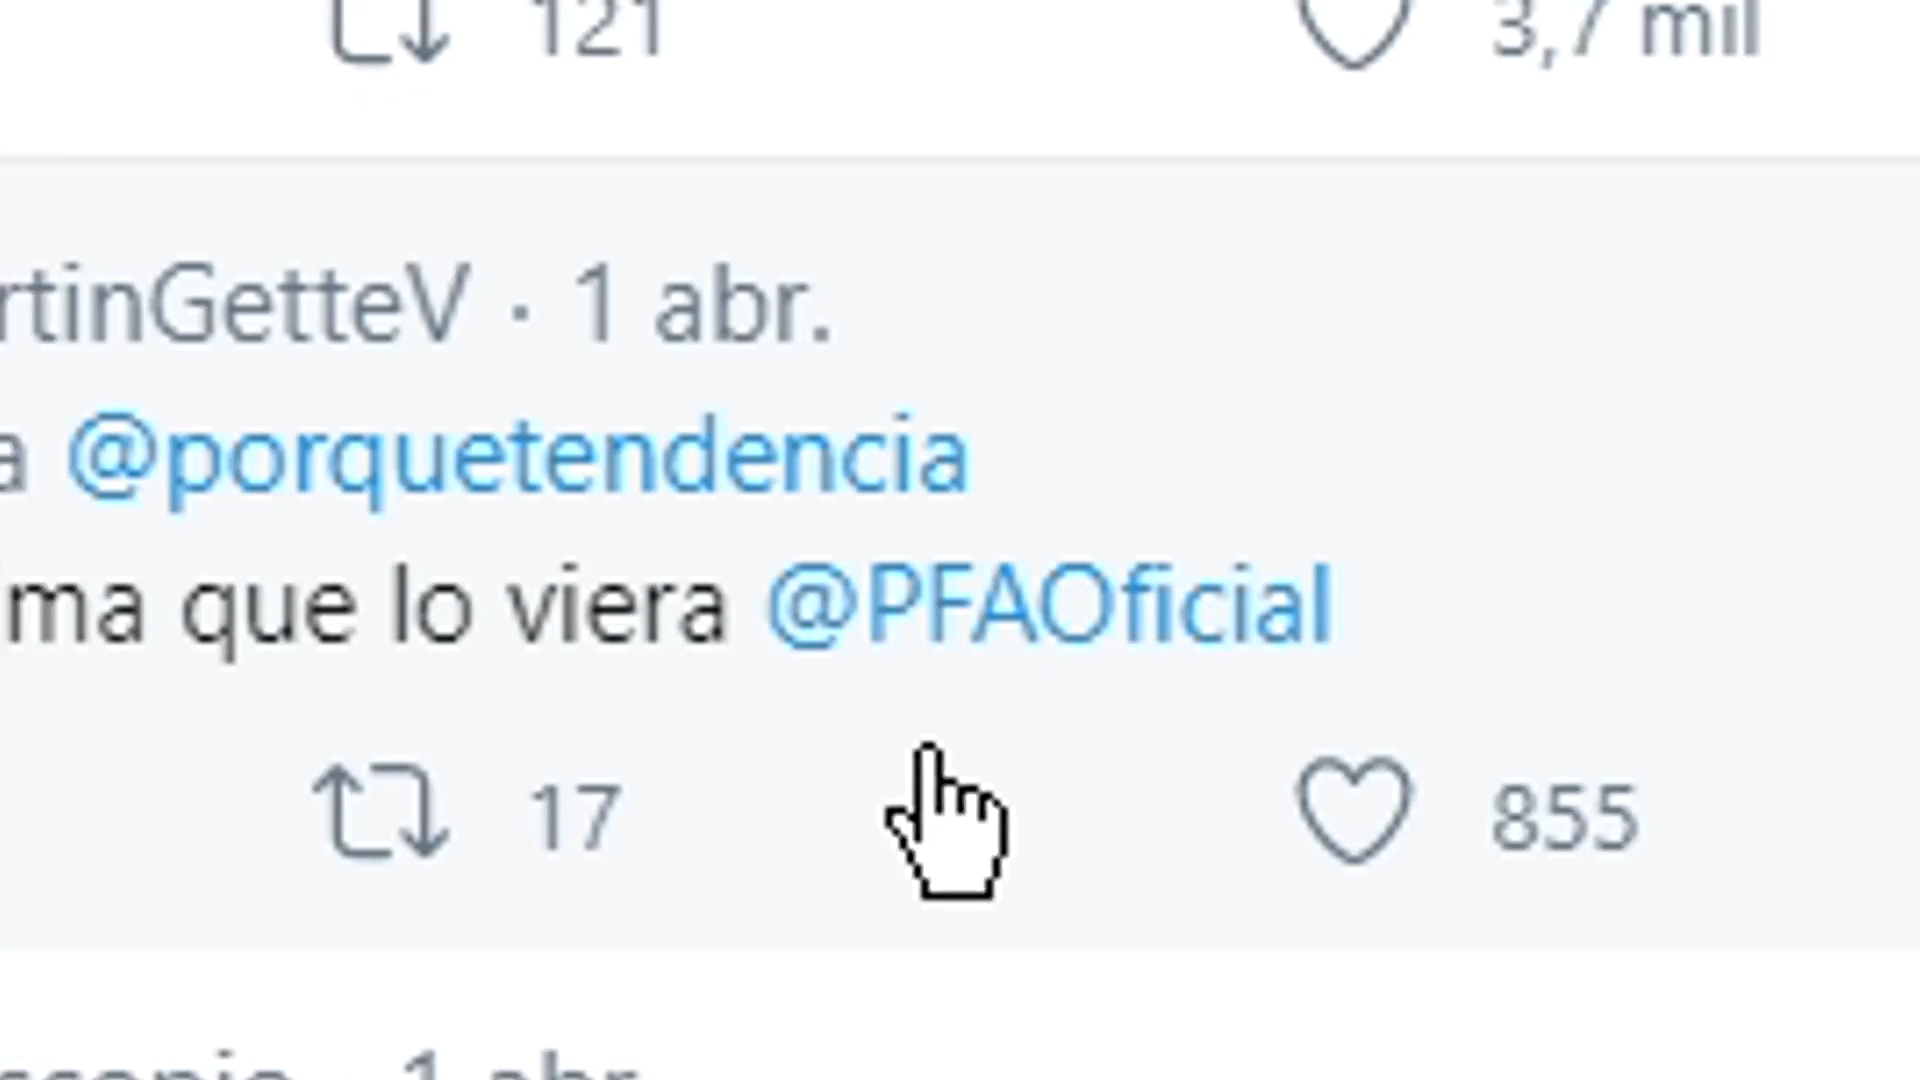 121 3,7 mil
rtinGetteV · 1 abr.
a @porquetendencia
ma que lo viera @PFAOficial
17 855
1 abr.